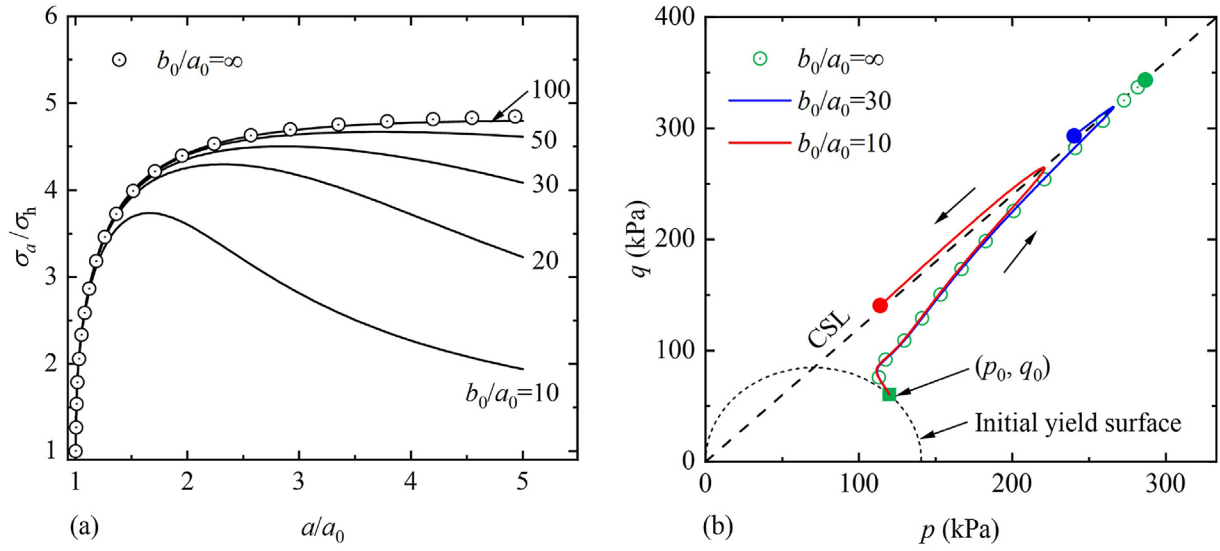 b₀/a₀=∞
100
50
30
20
b₀/a₀=10
σₐ/σₕ
5
4
3
2
1
1
2
3
4
5
(a)
a/a₀
b₀/a₀=∞
b₀/a₀=30
b₀/a₀=10
CSL
(p₀, q₀)
Initial yield surface
q (kPa)
400
300
200
100
0
0
100
200
300
(b)
p (kPa)